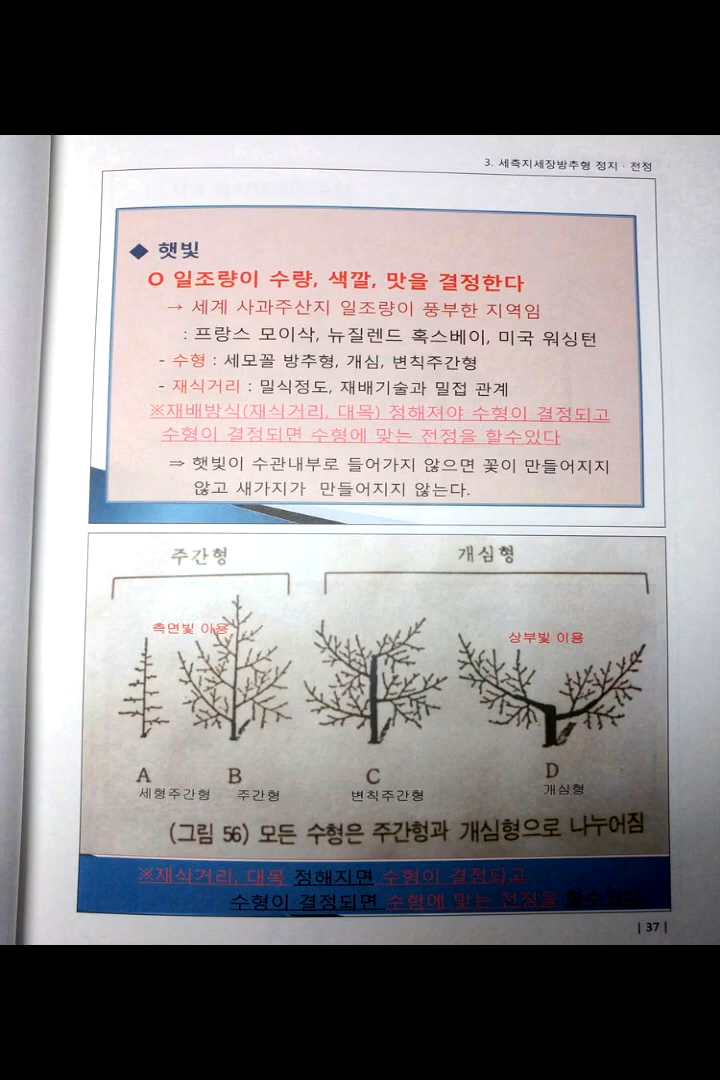 3. 세측지세장방추형 정지 · 전정
◆ 햇빛
O 일조량이 수량, 색깔, 맛을 결정한다
→ 세계 사과주산지 일조량이 풍부한 지역임
: 프랑스 모이삭, 뉴질렌드 혹스베이, 미국 워싱턴
- 수형 : 세모꼴 방추형, 개심, 변칙주간형
- 재식거리 : 밀식정도, 재배기술과 밀접 관계
※재배방식(재식거리, 대목) 정해져야 수형이 결정되고
수형이 결정되면 수형에 맞는 전정을 할수있다
⇒ 햇빛이 수관내부로 들어가지 않으면 꽃이 만들어지지
않고 새가지가 만들어지지 않는다.
주간형 개심형
측면빛 이용 상부빛 이용
A B C D
세형주간형 주간형 변칙주간형 개심형
(그림 56) 모든 수형은 주간형과 개심형으로 나누어짐
※재식거리, 대목 정해지면 수형이 결정되고
수형이 결정되면 수형에 맞는 전정을 할수있다
| 37 |